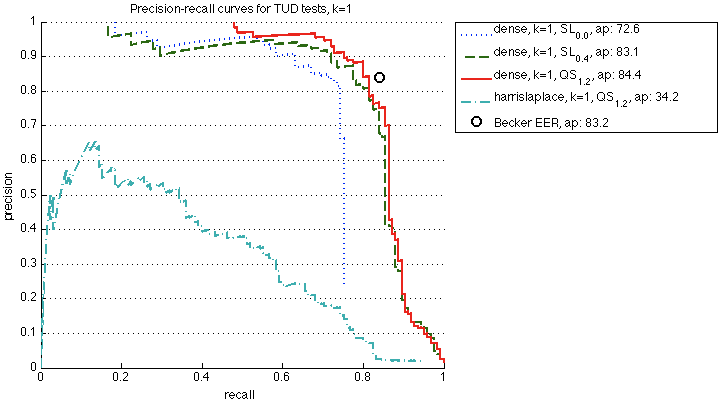 Precision-recall curves for TUD tests, k=1
1
0.9
0.8
0.7
0.6
0.5
0.4
0.3
0.2
0.1
0
precision
0 0.2 0.4 0.6 0.8 1
recall
dense, k=1, SL0.0, ap: 72.6
dense, k=1, SL0.4, ap: 83.1
dense, k=1, QS1.2, ap: 84.4
harrislaplace, k=1, QS1.2, ap: 34.2
Becker EER, ap: 83.2